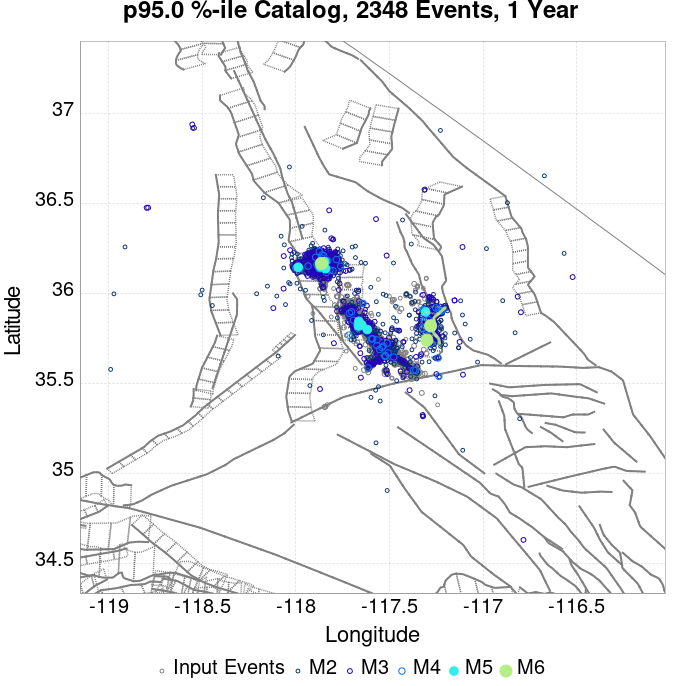 p95.0 %-ile Catalog, 2348 Events, 1 Year
37
36.5
36
35.5
35
34.5
Latitude
-119 -118.5 -118 -117.5 -117 -116.5
Longitude
Input Events M2 M3 M4 M5 M6